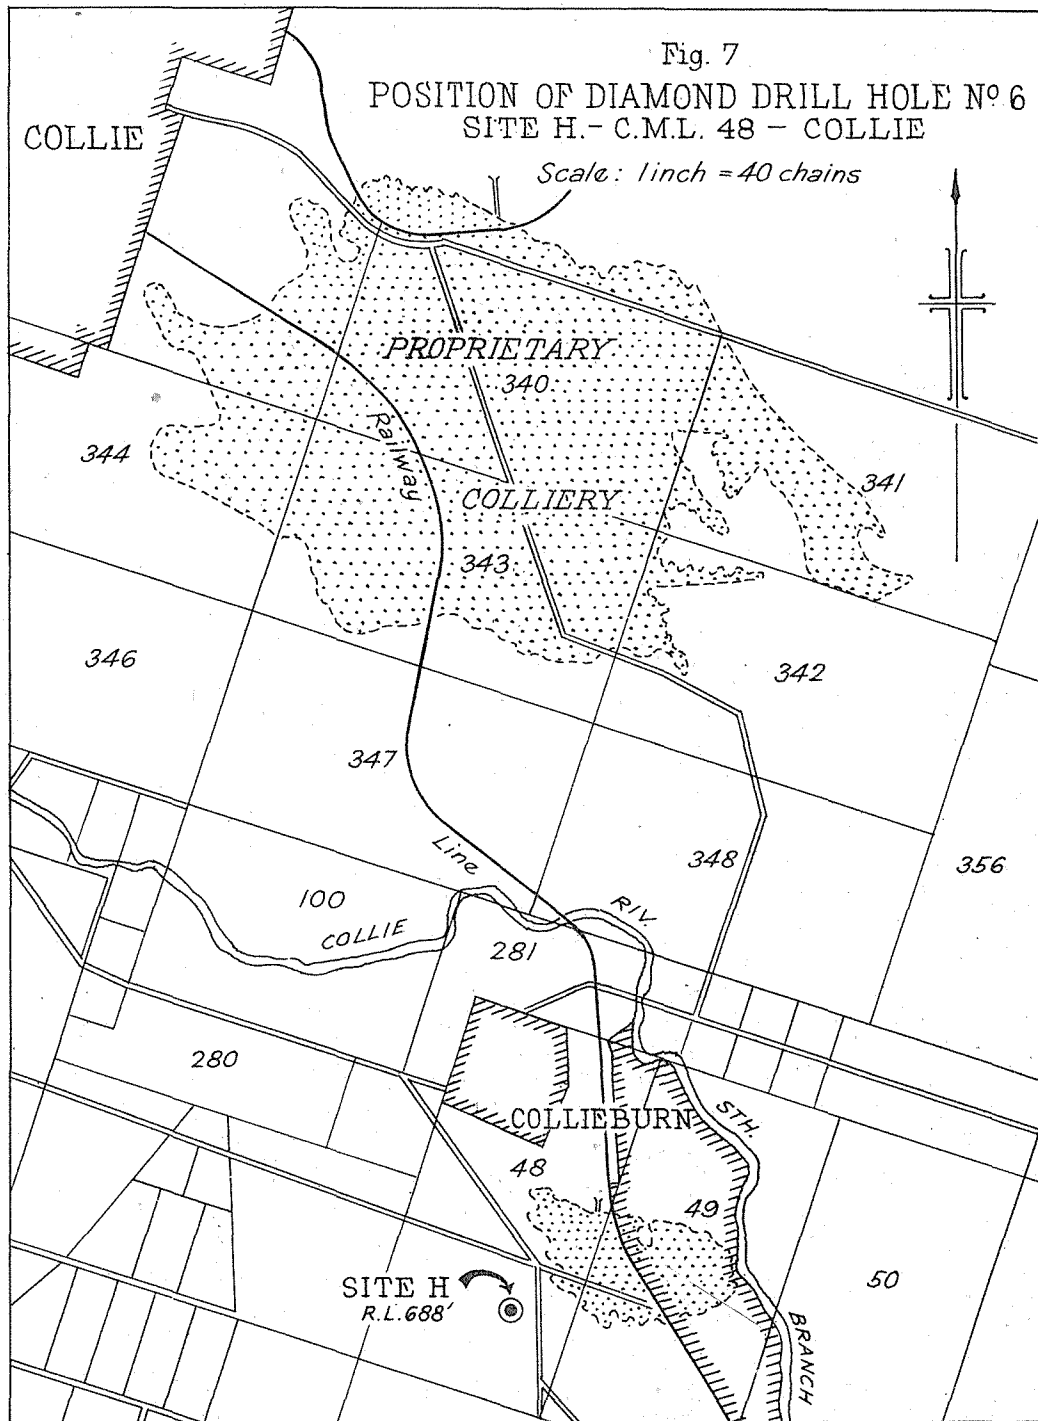 Fig. 7
POSITION OF DIAMOND DRILL HOLE Nº 6
SITE H. - C.M.L. 48 - COLLIE
Scale: 1 inch = 40 chains
COLLIE
PROPRIETARY
340
344
Railway
341
COLLIERY
343
346
342
347
Line
348
356
100
COLLIE
RIV.
281
280
COLLIEBURN
STH.
48
49
50
SITE H
R.L. 688'
BRANCH